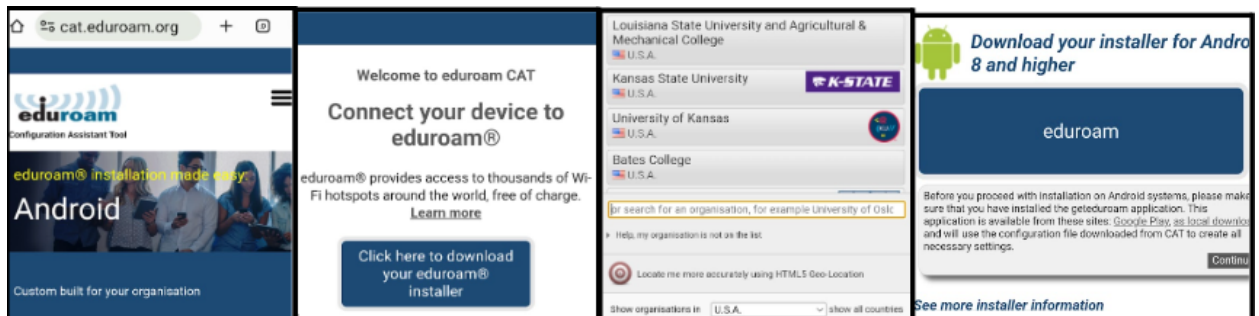 cat.eduroam.org
eduroam
Configuration Assistant Tool
eduroam® installation made easy:
Android
Custom built for your organisation
Welcome to eduroam CAT
Connect your device to
eduroam®
eduroam® provides access to thousands of Wi-
Fi hotspots around the world, free of charge.
Learn more
Click here to download
your eduroam®
installer
Louisiana State University and Agricultural &
Mechanical College
U.S.A.
Kansas State University
K-STATE
U.S.A.
University of Kansas
U.S.A.
Bates College
U.S.A.
or search for an organisation, for example University of Oslo
Help, my organisation is not on the list
Locate me more accurately using HTML5 Geo-Location
Show organisations in U.S.A. show all countries
Download your installer for Andro
8 and higher
eduroam
Before you proceed with installation on Android systems, please make
sure that you have installed the geteduroam application. This
application is available from these sites: Google Play, as local downloa
and will use the configuration file downloaded from CAT to create all
necessary settings.
Continu
See more installer information